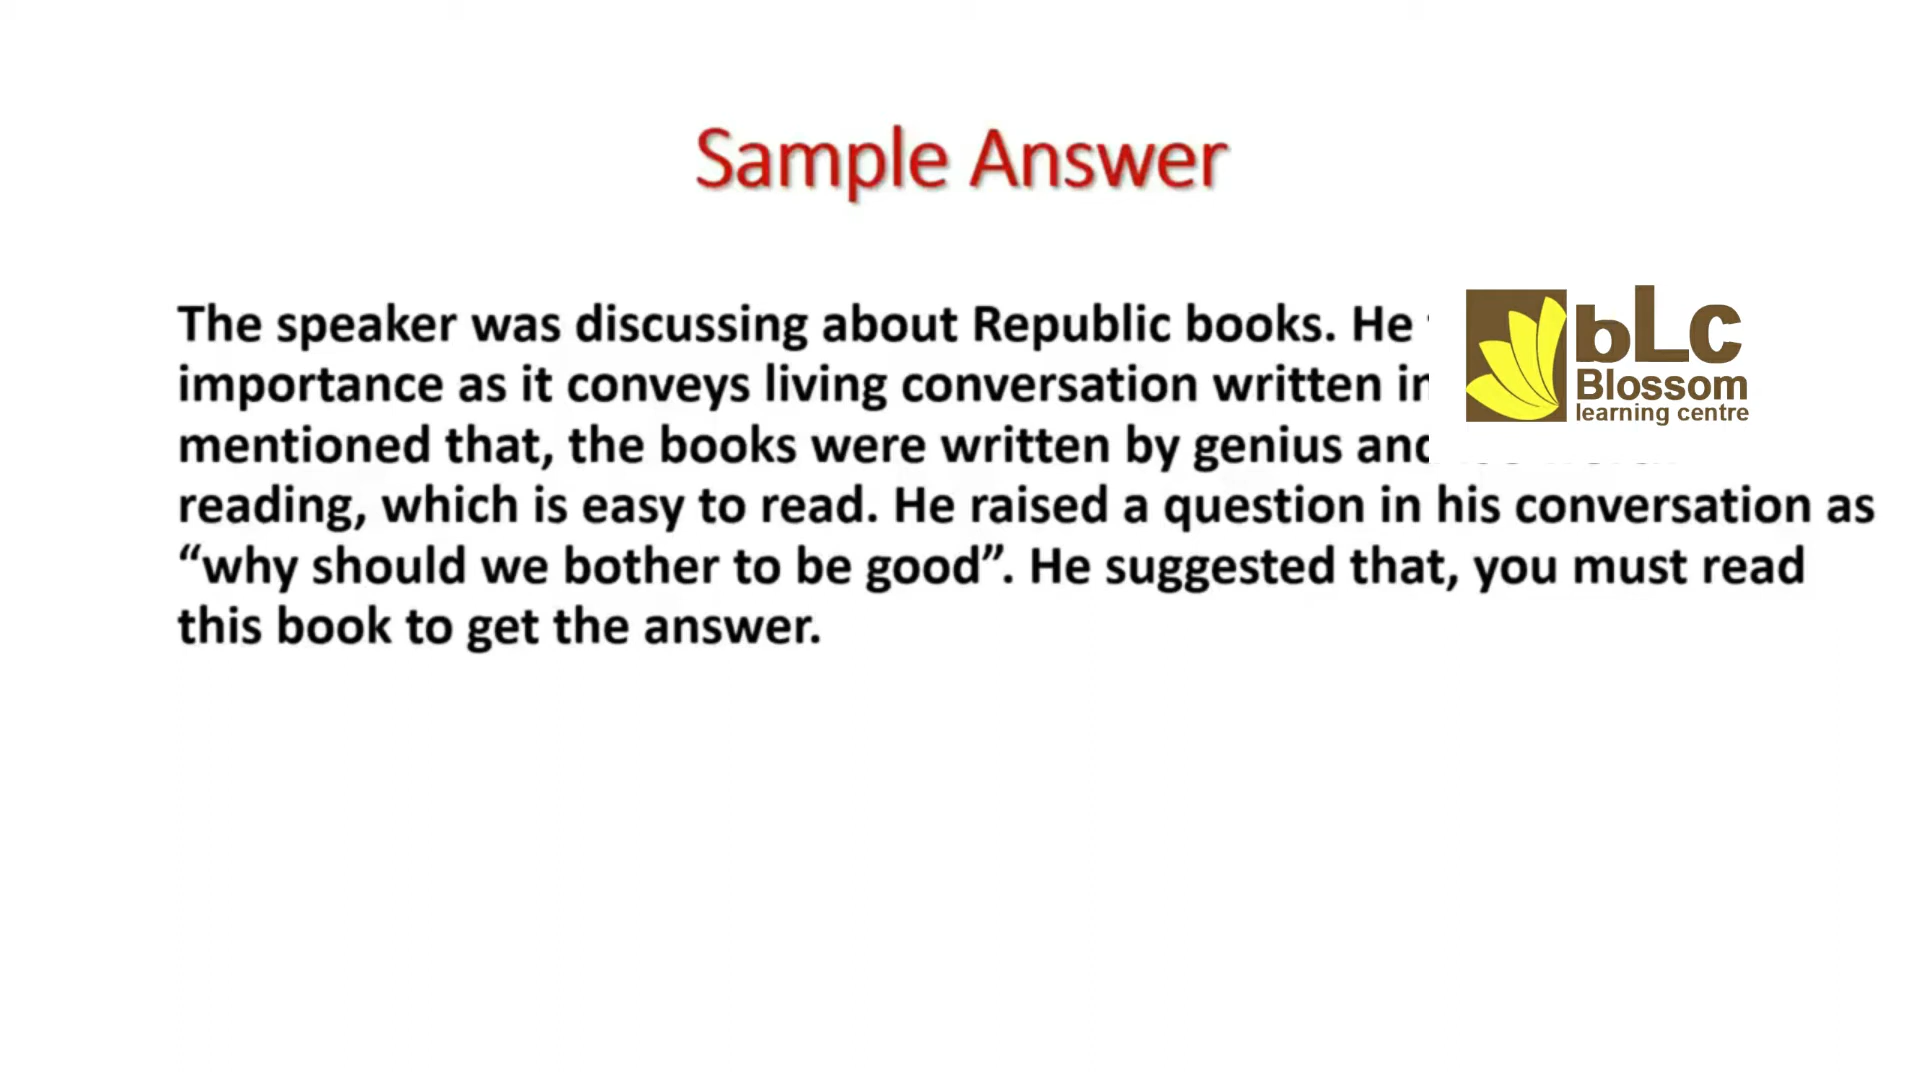 Sample Answer
The speaker was discussing about Republic books. He
importance as it conveys living conversation written in
mentioned that, the books were written by genius and
reading, which is easy to read. He raised a question in his conversation as
“why should we bother to be good”. He suggested that, you must read
this book to get the answer.
bLC
Blossom
learning centre